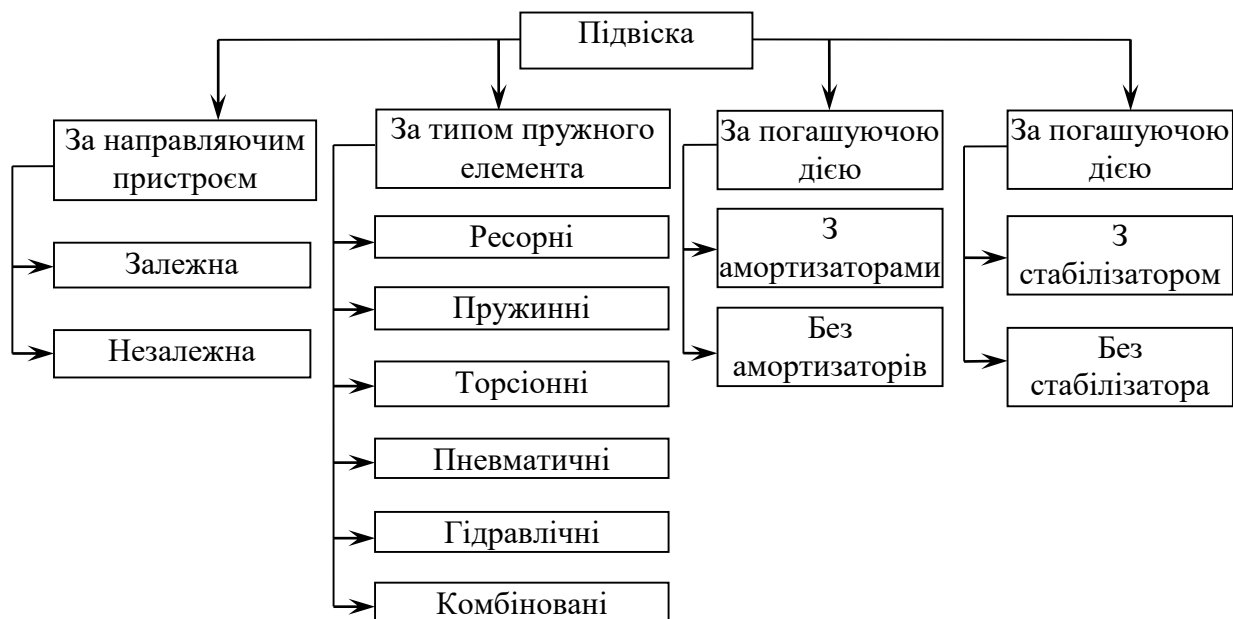 Підвіска
За направляючим
пристроєм
Залежна
Незалежна
За типом пружного
елемента
Ресорні
Пружинні
Торсіонні
Пневматичні
Гідравлічні
Комбіновані
За погашуючою
дією
З
амортизаторами
Без
амортизаторів
За погашуючою
дією
З
стабілізатором
Без
стабілізатора